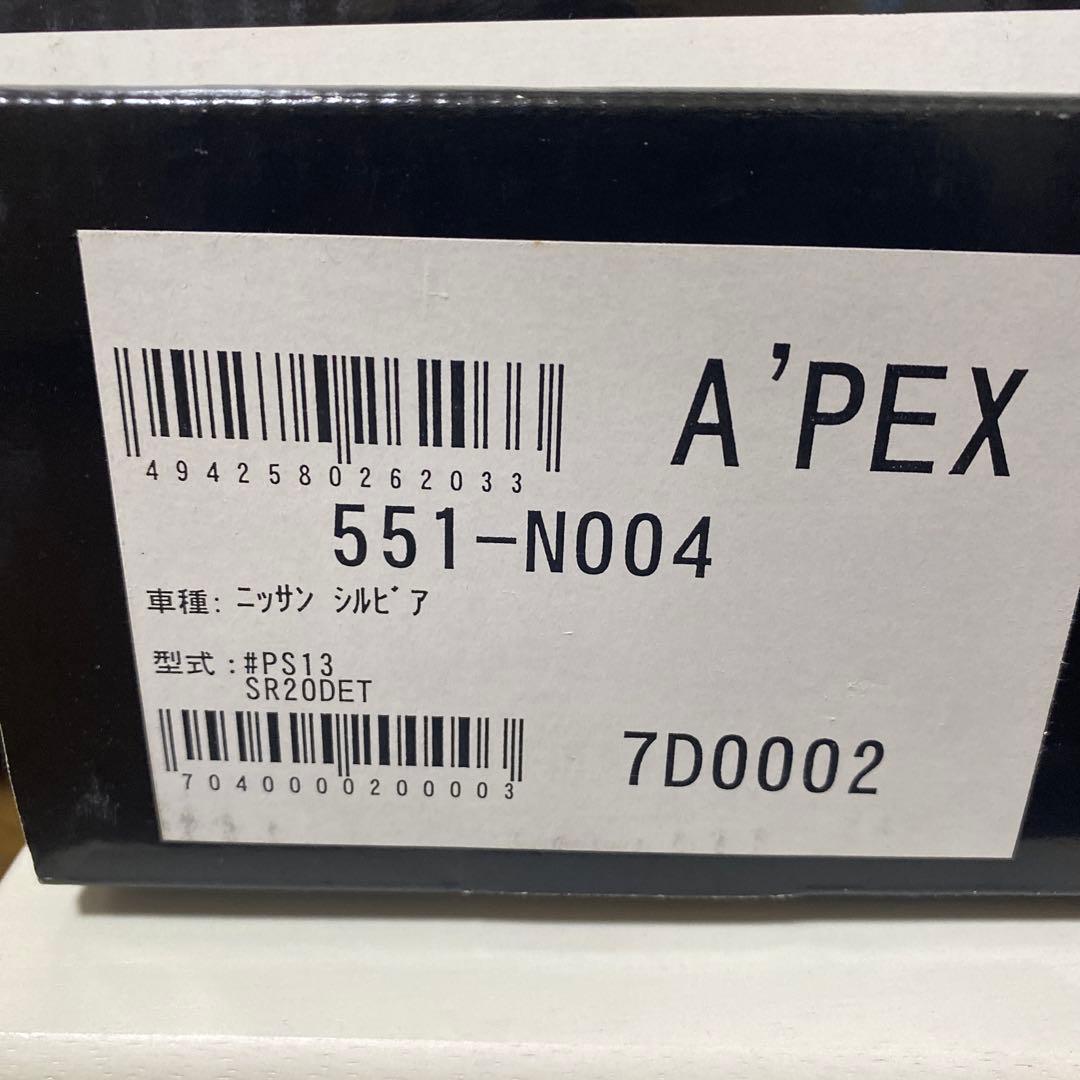 A'PEX
4942580262033
551-N004
車種: ニッサン シルビア
型式:#PS13
SR20DET
7040000200003
7D0002